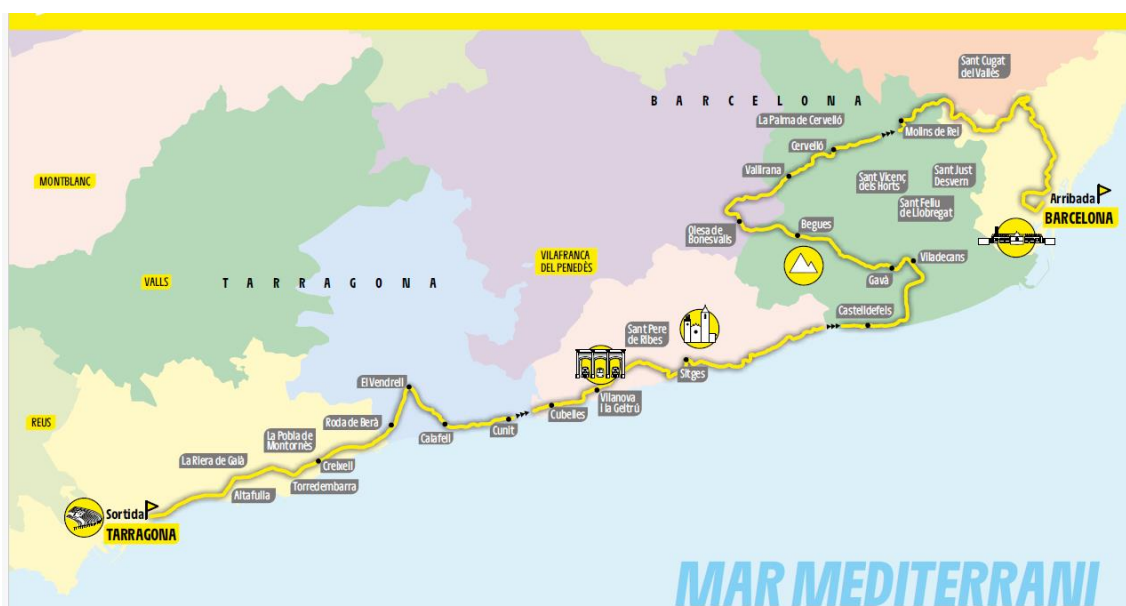 Sant Cugat
del Vallès
BARCELONA
La Palma de Cervelló
Molins de Rei
Cervelló
Vallirana
Sant Vicenç
dels Horts
Sant Just
Desvern
Sant Feliu
de Llobregat
MONTBLANC
Arribada
BARCELONA
Olesa de
Bonesvalls
Begues
VILAFRANCA
DEL PENEDÈS
Viladecans
Gavà
VALLS
TARRAGONA
Castelldefels
Sant Pere
de Ribes
Sitges
El Vendrell
Vilanova
i la Geltrú
Cubelles
REUS
Roda de Berà
Cunit
Calafell
La Pobla de
Montornès
La Riera de Gaià
Creixell
Torredembarra
Altafulla
Sortida
TARRAGONA
MAR MEDITERRANI